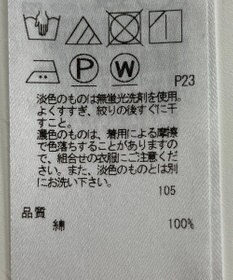 P W
P23
淡色のものは無蛍光洗剤を使用。
よくすすぎ、絞りの後すぐに干
すこと。
濃色のものは、着用による摩擦
で色落ちすることがありますの
で、組合せの衣服にご注意くださ
い。また、淡色のものとは別
にお洗い下さい。
105
品質
綿 100%